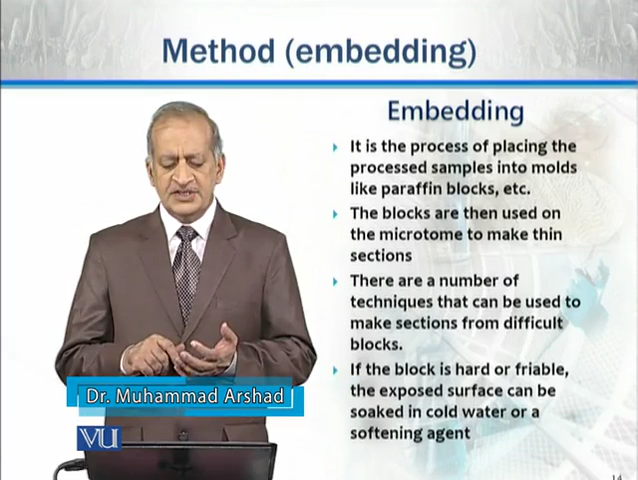 Method (embedding)
Embedding
It is the process of placing the
processed samples into molds
like paraffin blocks, etc.
The blocks are then used on
the microtome to make thin
sections
There are a number of
techniques that can be used to
make sections from difficult
blocks.
If the block is hard or friable,
the exposed surface can be
soaked in cold water or a
softening agent
Dr. Muhammad Arshad
VU
14